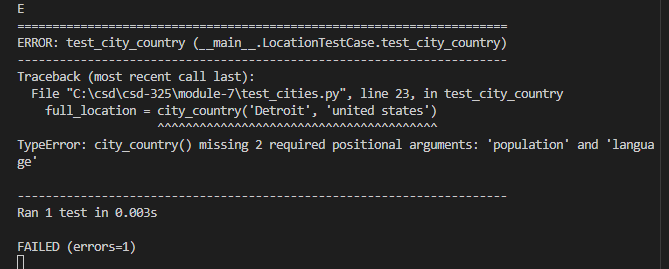 E
======================================================================
ERROR: test_city_country (__main__.LocationTestCase.test_city_country)
----------------------------------------------------------------------
Traceback (most recent call last):
  File "C:\csd\csd-325\module-7\test_cities.py", line 23, in test_city_country
    full_location = city_country('Detroit', 'united states')
                    ^^^^^^^^^^^^^^^^^^^^^^^^^^^^^^^^^^^^^^^^
TypeError: city_country() missing 2 required positional arguments: 'population' and 'langua
ge'
----------------------------------------------------------------------
Ran 1 test in 0.003s
FAILED (errors=1)